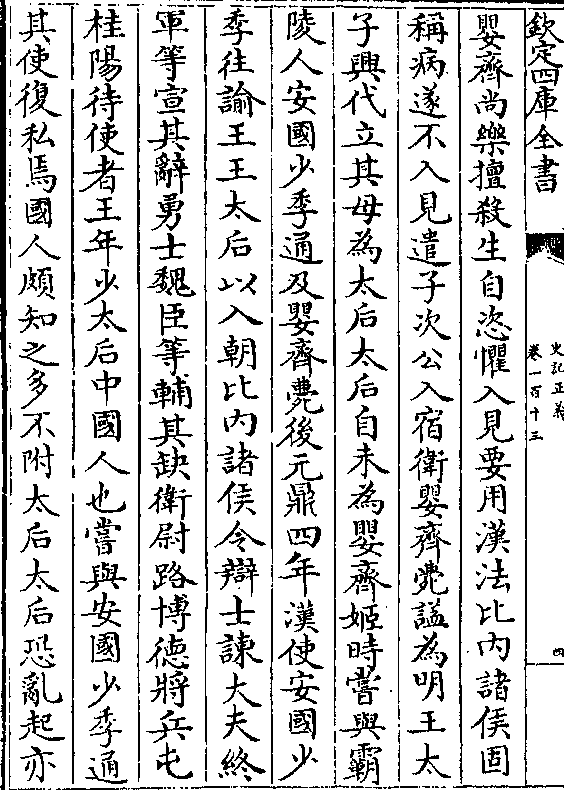 欽定四庫全書
史記正義
卷一百十三
四
嬰齊尚樂擅殺生自恣懼入見要用漢法比内諸侯固
稱病遂不入見遣子次公入宿衛嬰齊薨謚為明王太
子興代立其母為太后太后自未為嬰齊姬時嘗與霸
陵人安國少季通及嬰齊薨後元鼎四年漢使安國少
季往諭王王太后以入朝比内諸侯令辯士諫大夫終
軍等宣其辭勇士魏臣等輔其缺衛尉路博徳將兵屯
桂陽待使者王年少太后中國人也嘗與安國少季通
其使復私焉國人頗知之多不附太后太后恐亂起亦